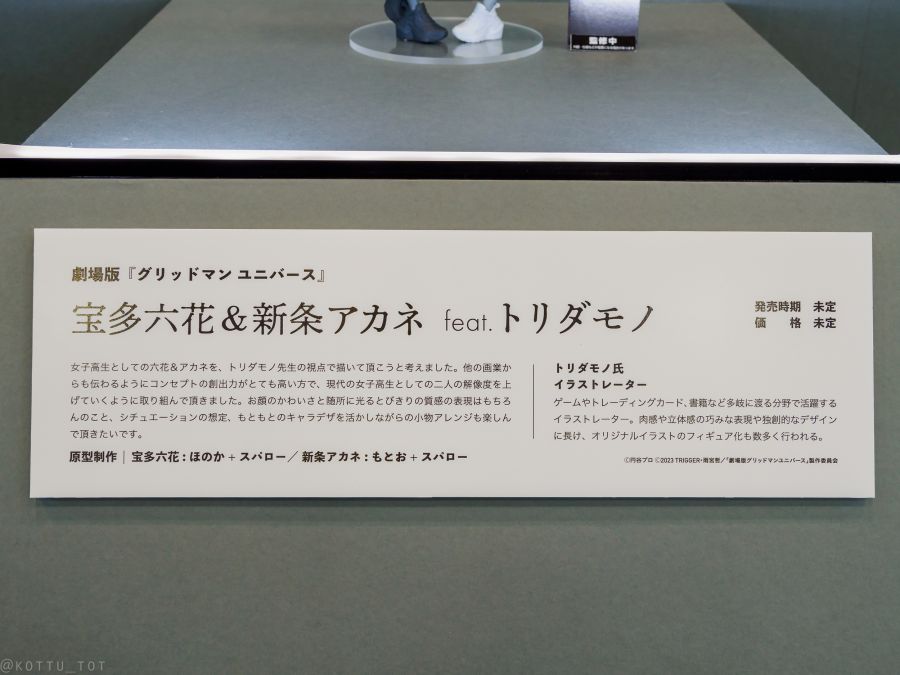 監修中
劇場版『グリッドマン ユニバース』
宝多六花＆新条アカネ feat.トリダモノ
発売時期 未定
価 格 未定
女子高生としての六花＆アカネを、トリダモノ先生の視点で描いて頂こうと考えました。他の画業か
らも伝わるようにコンセプトの創出力がとても高い方で、現代の女子高生としての二人の解像度を上
げていくように取り組んで頂きました。お顔のかわいさと随所に光るとびきりの質感の表現はもちろ
んのこと、シチュエーションの想定、もともとのキャラデザを活かしながらの小物アレンジも楽しん
で頂きたいです。
原型制作｜宝多六花：ほのか＋スパロー／新条アカネ：もとお＋スパロー
トリダモノ氏
イラストレーター
ゲームやトレーディングカード、書籍など多岐に渡る分野で活躍する
イラストレーター。肉感や立体感の巧みな表現や独創的なデザイン
に長け、オリジナルイラストのフィギュア化も数多く行われる。
©円谷プロ ©2023 TRIGGER・雨宮哲／「劇場版グリッドマンユニバース」製作委員会
@KOTTU_TOT